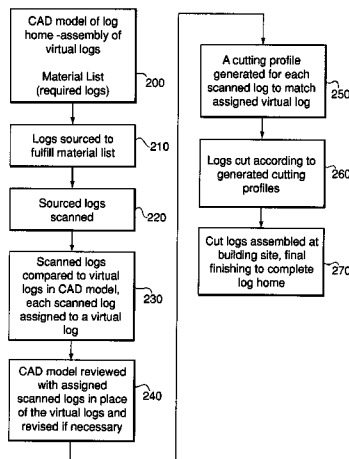 CAD model of log
home -assembly of
virtual logs
Material List
(required logs)
200
Logs sourced to
fulfill material list
210
Sourced logs
scanned
220
Scanned logs
compared to virtual
logs in CAD model,
each scanned log
assigned to a virtual
log
230
CAD model reviewed
with assigned
scanned logs in place
of the virtual logs and
revised if necessary
240
A cutting profile
generated for each
scanned log to match
assigned virtual log
250
Logs cut according to
generated cutting
profiles
260
Cut logs assembled at
building site, final
finishing to complete
log home
270